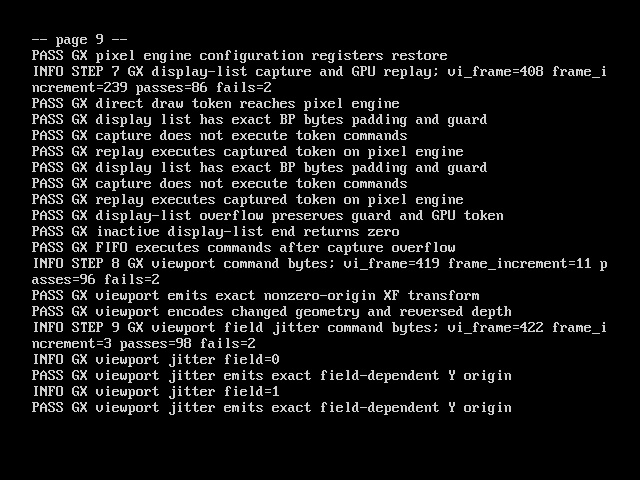 -- page 9 --
PASS GX pixel engine configuration registers restore
INFO STEP 7 GX display-list capture and GPU replay; vi_frame=408 frame_i
ncrement=239 passes=86 fails=2
PASS GX direct draw token reaches pixel engine
PASS GX display list has exact BP bytes padding and guard
PASS GX capture does not execute token commands
PASS GX replay executes captured token on pixel engine
PASS GX display list has exact BP bytes padding and guard
PASS GX capture does not execute token commands
PASS GX replay executes captured token on pixel engine
PASS GX display-list overflow preserves guard and GPU token
PASS GX inactive display-list end returns zero
PASS GX FIFO executes commands after capture overflow
INFO STEP 8 GX viewport command bytes; vi_frame=419 frame_increment=11 p
asses=96 fails=2
PASS GX viewport emits exact nonzero-origin XF transform
PASS GX viewport encodes changed geometry and reversed depth
INFO STEP 9 GX viewport field jitter command bytes; vi_frame=422 frame_i
ncrement=3 passes=98 fails=2
INFO GX viewport jitter field=0
PASS GX viewport jitter emits exact field-dependent Y origin
INFO GX viewport jitter field=1
PASS GX viewport jitter emits exact field-dependent Y origin